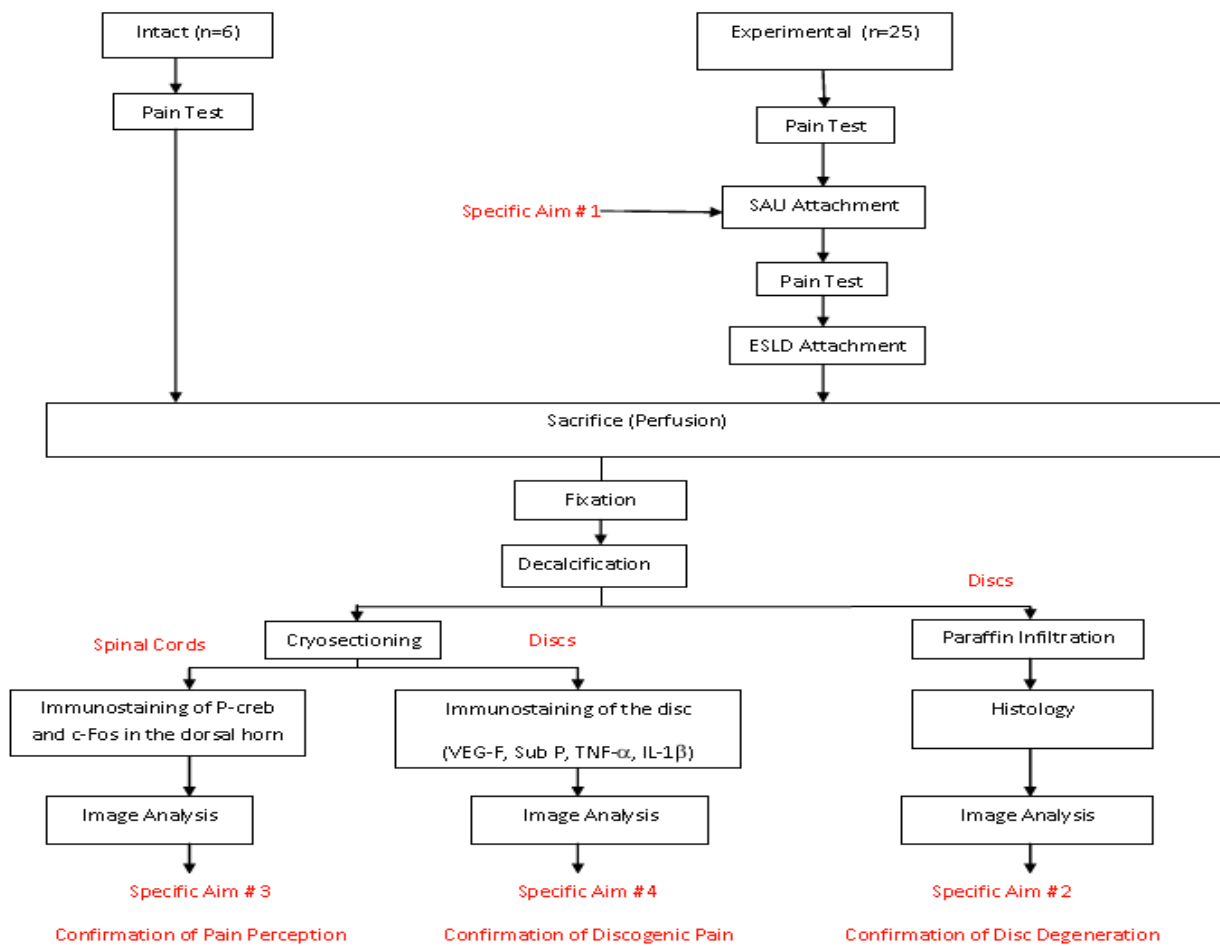 Intact (n=6)
Experimental (n=25)
Pain Test
Pain Test
Specific Aim # 1
SAU Attachment
Pain Test
ESLD Attachment
Sacrifice (Perfusion)
Fixation
Decalcification
Discs
Spinal Cords
Cryosectioning
Discs
Paraffin Infiltration
Immunostaining of P-creb
and c-Fos in the dorsal horn
Immunostaining of the disc
(VEG-F, Sub P, TNF-α, IL-1β)
Histology
Image Analysis
Image Analysis
Image Analysis
Specific Aim # 3
Specific Aim #4
Specific Aim #2
Confirmation of Pain Perception
Confirmation of Discogenic Pain
Confirmation of Disc Degeneration